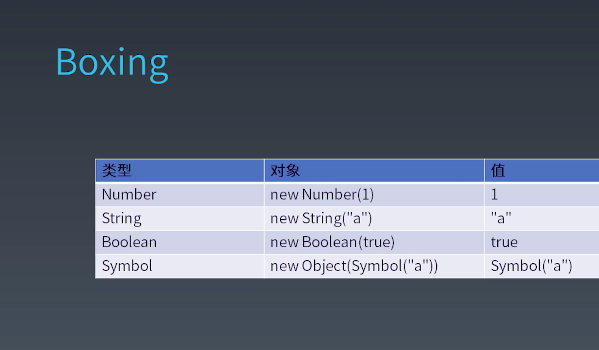 Boxing
类型 对象 值
Number new Number(1) 1
String new String("a") "a"
Boolean new Boolean(true) true
Symbol new Object(Symbol("a")) Symbol("a")